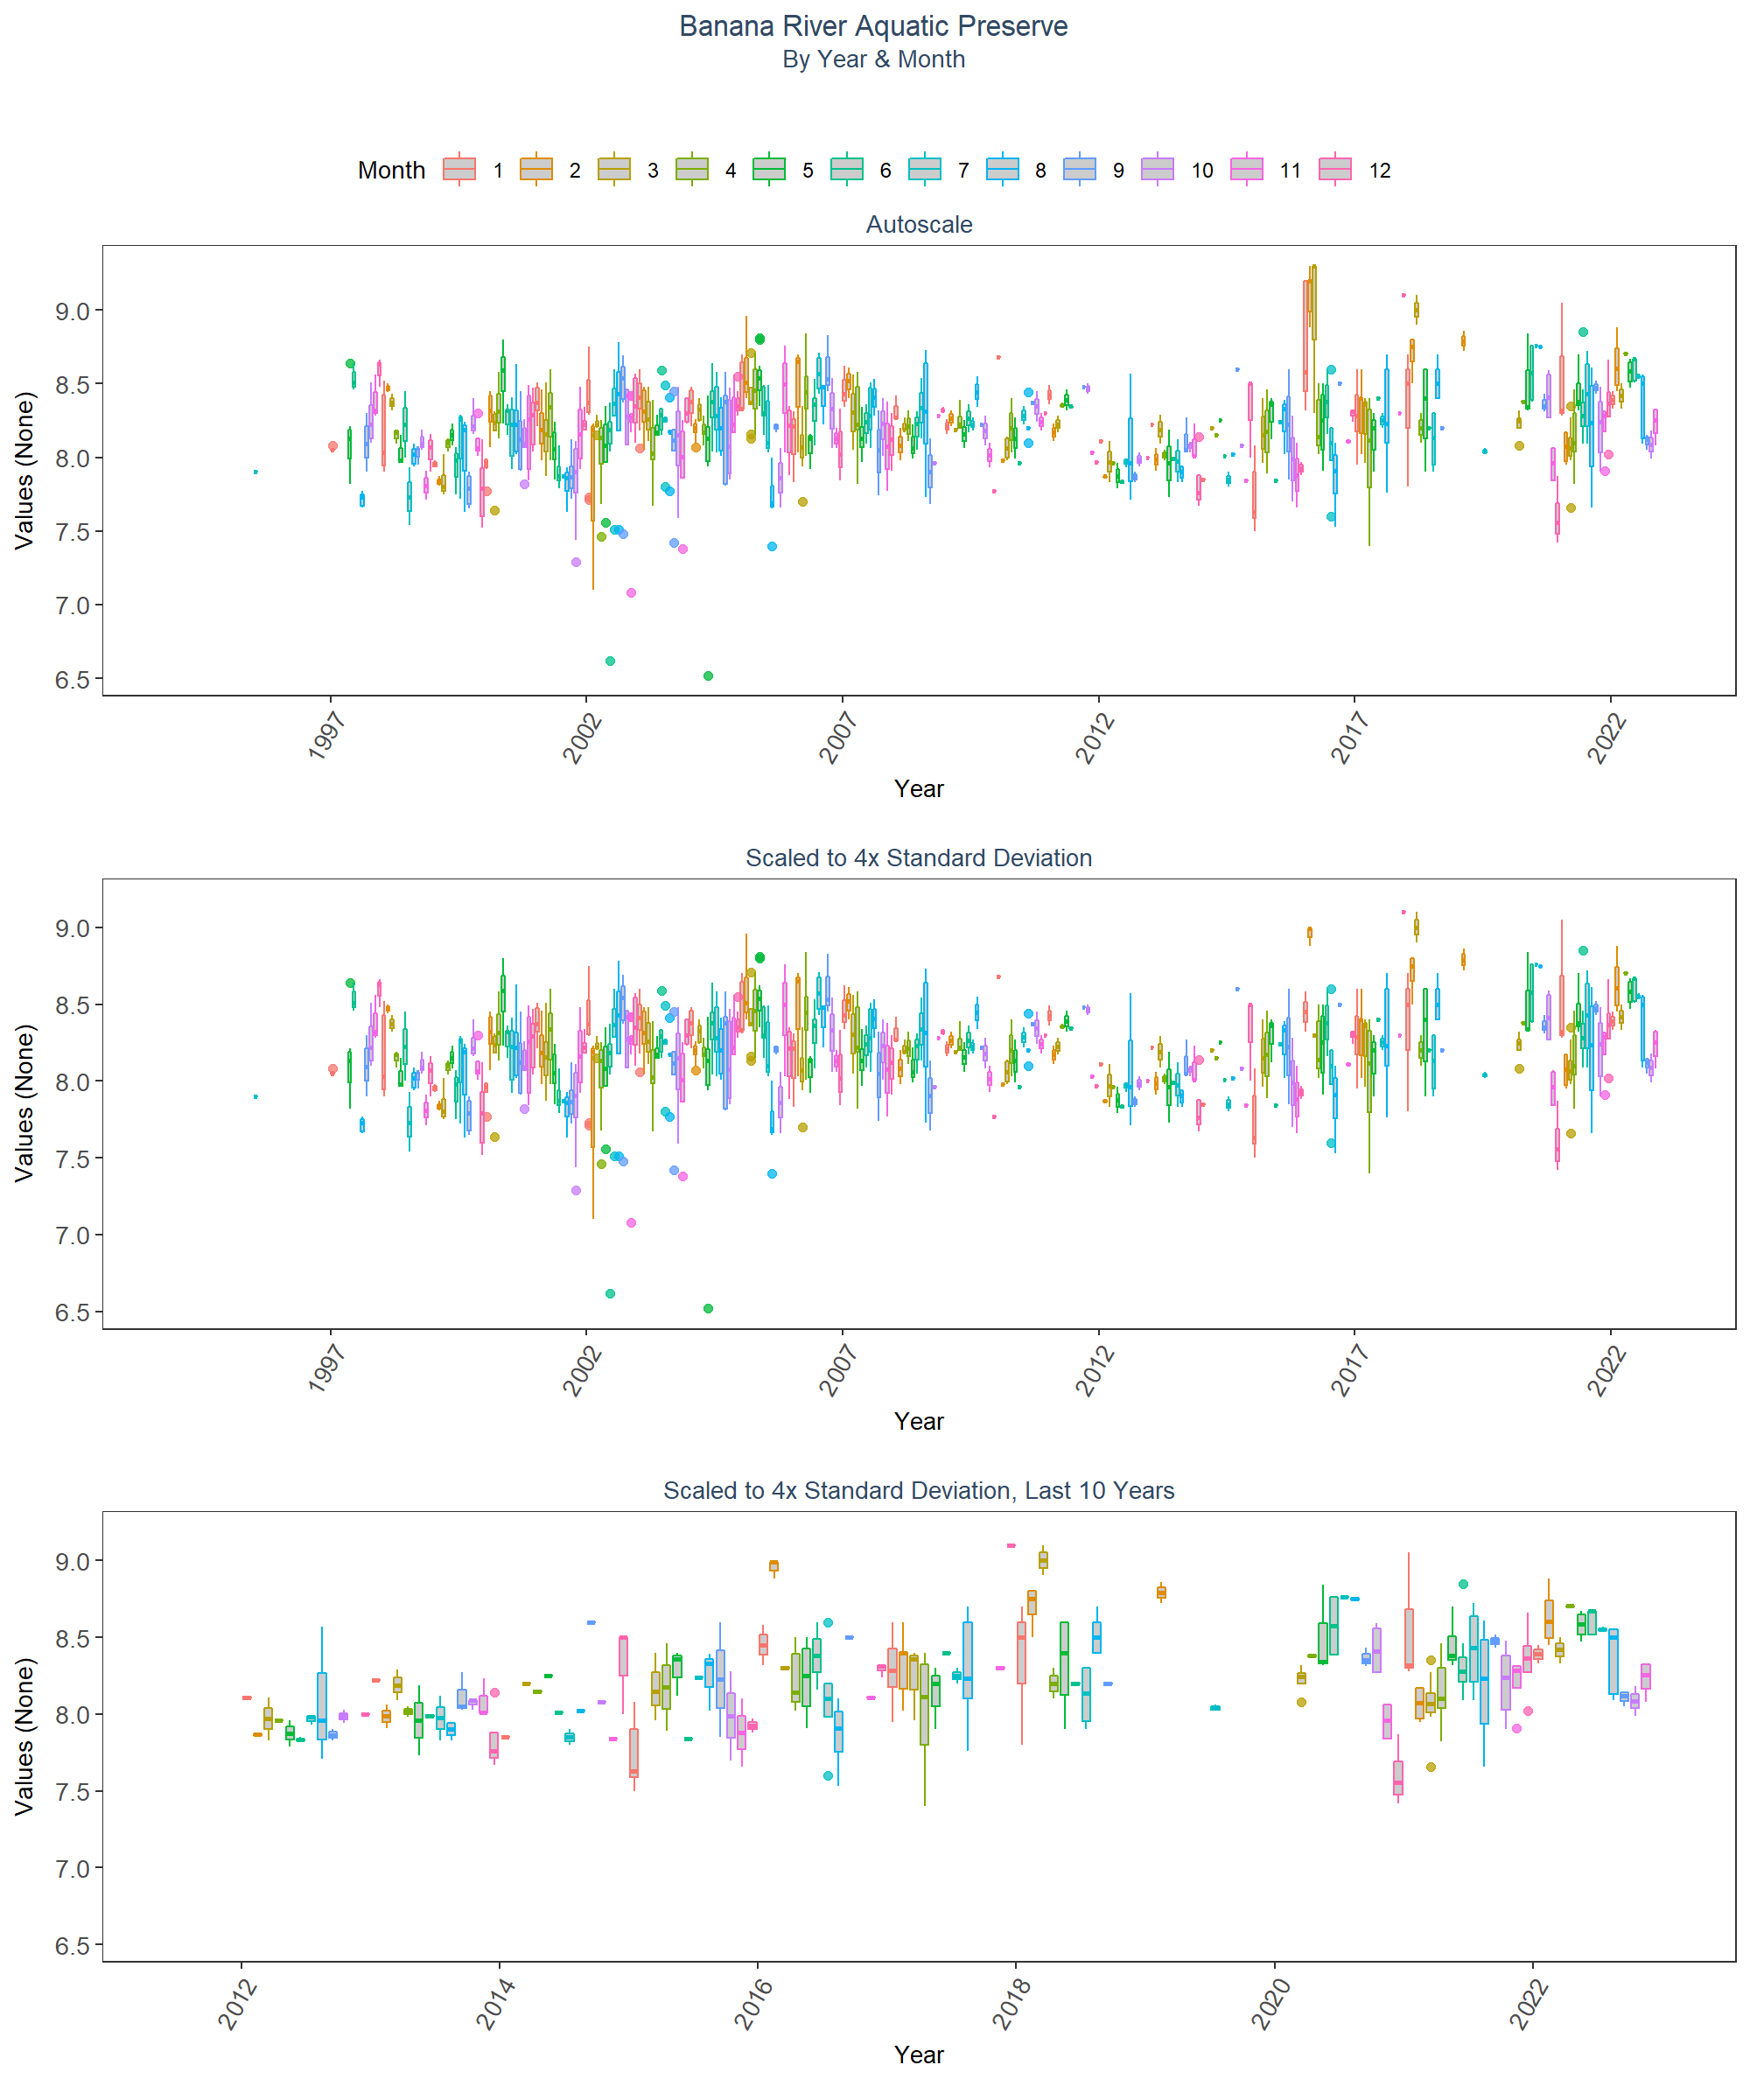 Banana River Aquatic Preserve
By Year & Month
Month 1 2 3 4 5 6 7 8 9 10 11 12
Autoscale
Values (None)
9.0
8.5
8.0
7.5
7.0
6.5
1997 2002 2007 2012 2017 2022
Year
Scaled to 4x Standard Deviation
Values (None)
9.0
8.5
8.0
7.5
7.0
6.5
1997 2002 2007 2012 2017 2022
Year
Scaled to 4x Standard Deviation, Last 10 Years
Values (None)
9.0
8.5
8.0
7.5
7.0
6.5
2012 2014 2016 2018 2020 2022
Year